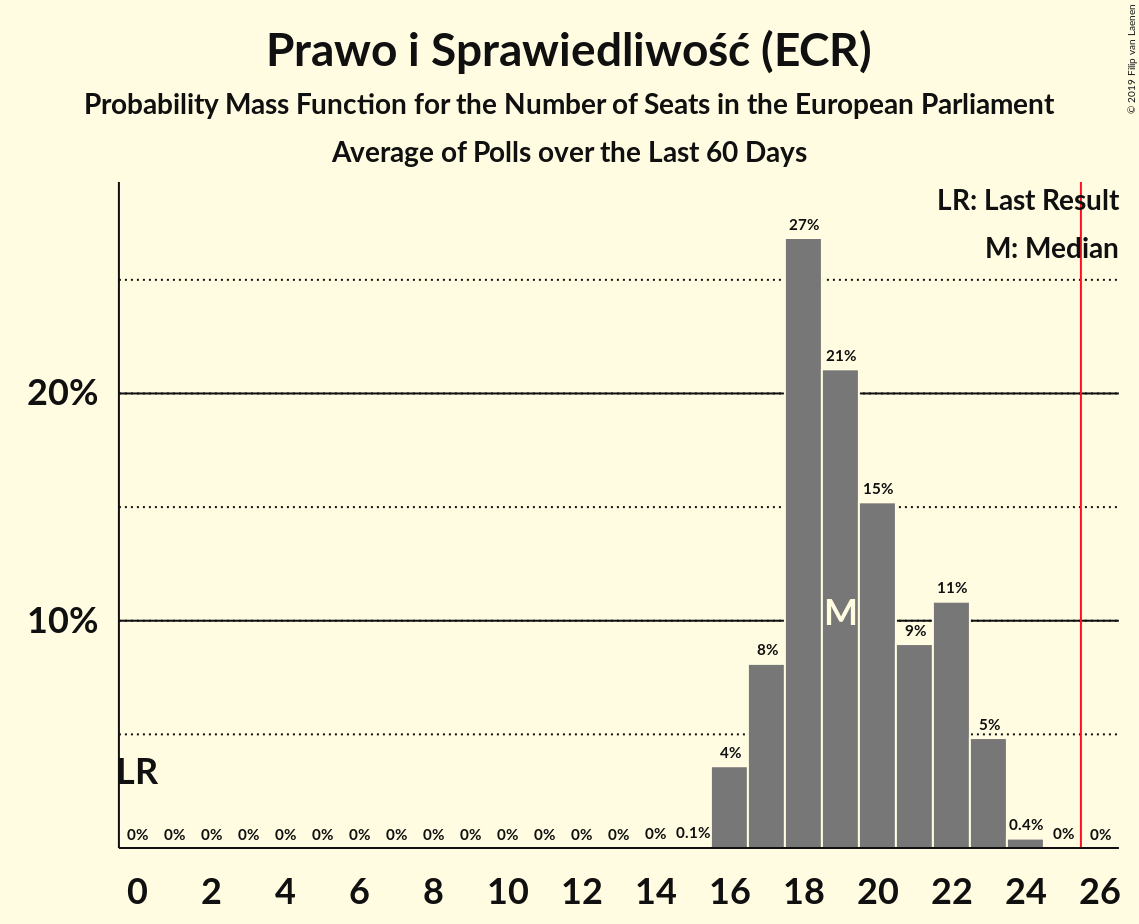 Prawo i Sprawiedliwość (ECR)
Probability Mass Function for the Number of Seats in the European Parliament
Average of Polls over the Last 60 Days
© 2019 Filip van Laenen
LR: Last Result
M: Median
27%
21%
20%
15%
11%
10%
M
9%
8%
5%
4%
LR
0% 0% 0% 0% 0% 0% 0% 0% 0% 0% 0% 0% 0% 0% 0% 0.1% 0.4% 0% 0%
0 2 4 6 8 10 12 14 16 18 20 22 24 26